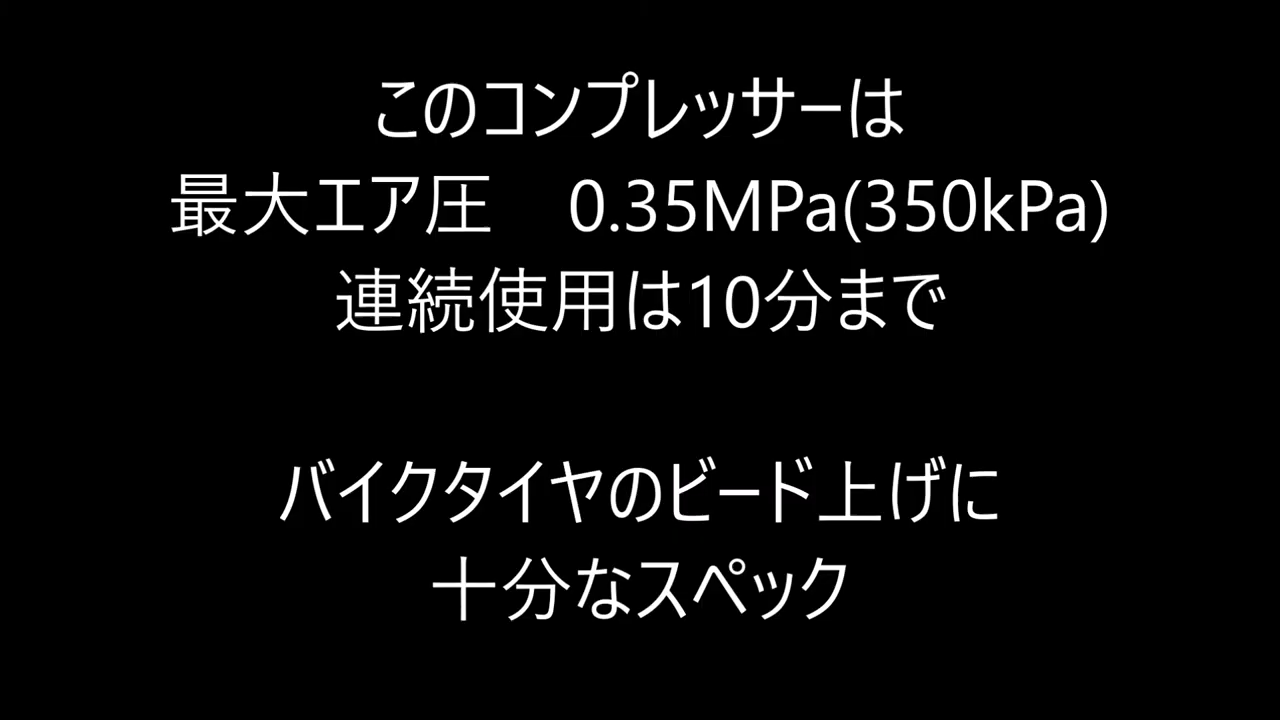 このコンプレッサーは
最大エア圧　0.35MPa(350kPa)
連続使用は10分まで
バイクタイヤのビード上げに
十分なスペック